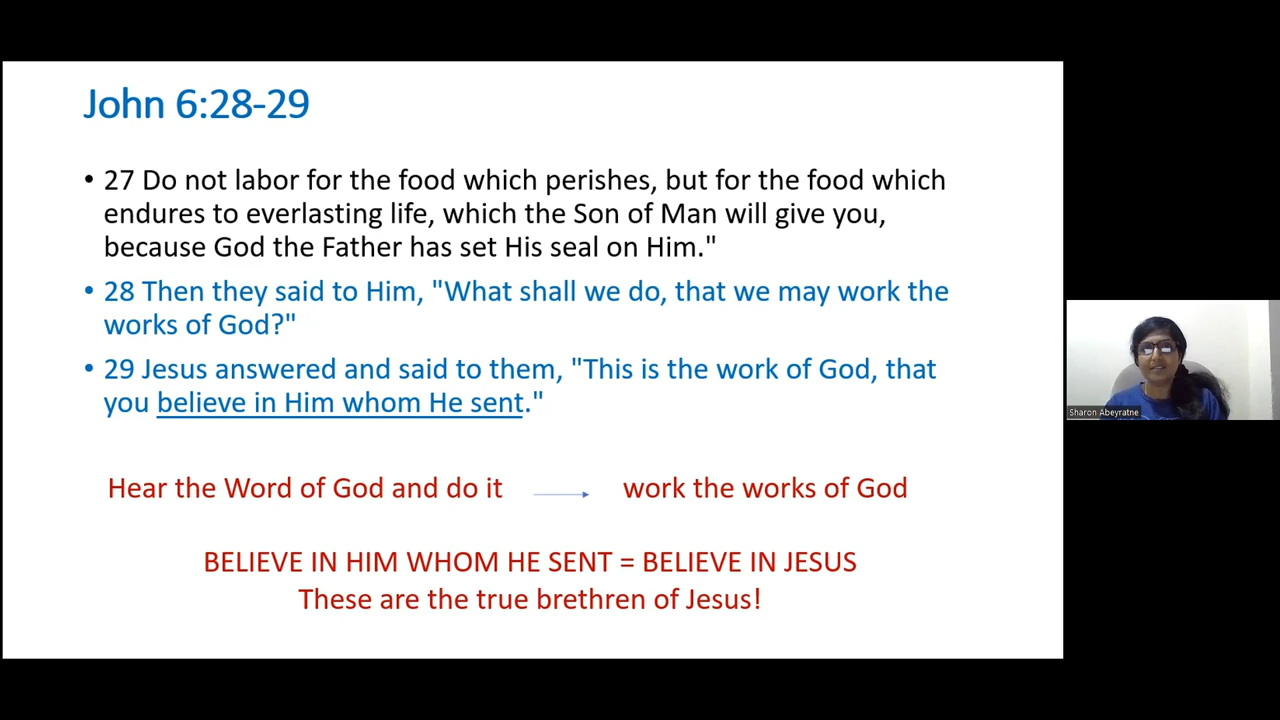 John 6:28-29
• 27 Do not labor for the food which perishes, but for the food which
endures to everlasting life, which the Son of Man will give you,
because God the Father has set His seal on Him."
• 28 Then they said to Him, "What shall we do, that we may work the
works of God?"
• 29 Jesus answered and said to them, "This is the work of God, that
you believe in Him whom He sent."
Hear the Word of God and do it → work the works of God
BELIEVE IN HIM WHOM HE SENT = BELIEVE IN JESUS
These are the true brethren of Jesus!
Sharon Abeyratne